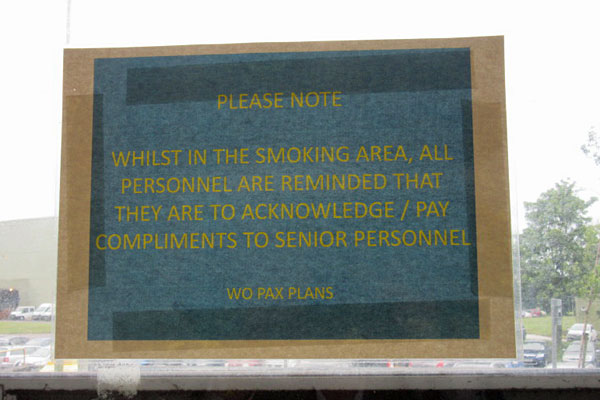 PLEASE NOTE
WHILST IN THE SMOKING AREA, ALL
PERSONNEL ARE REMINDED THAT
THEY ARE TO ACKNOWLEDGE / PAY
COMPLIMENTS TO SENIOR PERSONNEL
WO PAX PLANS